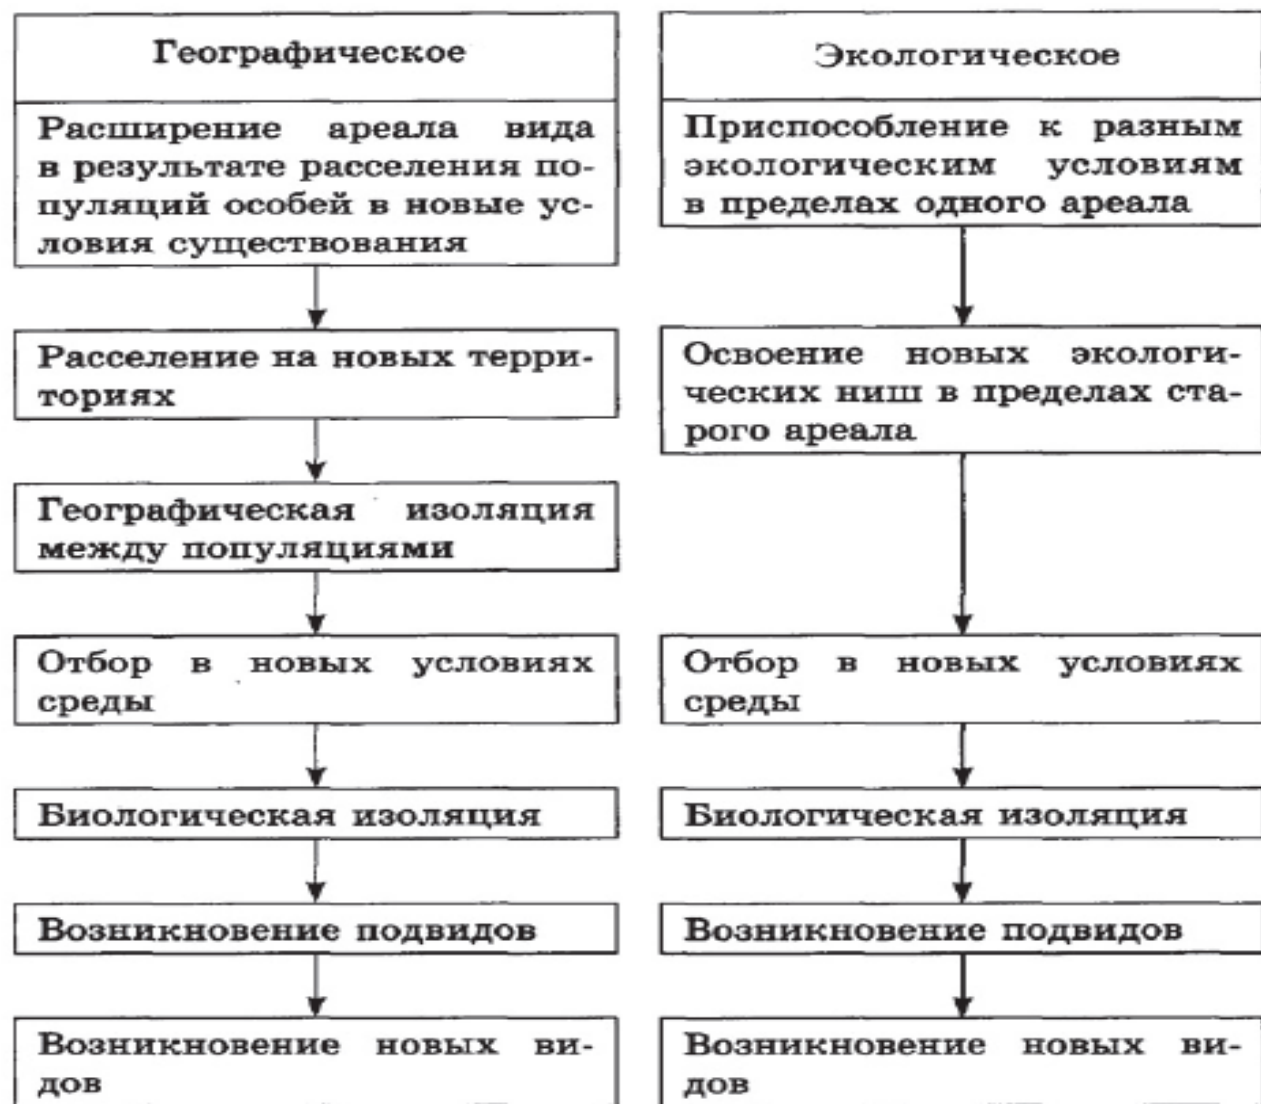 Географическое
Расширение ареала вида
в результате расселения по-
пуляций особей в новые ус-
ловия существования
Расселение на новых терри-
ториях
Географическая изоляция
между популяциями
Отбор в новых условиях
среды
Биологическая изоляция
Возникновение подвидов
Возникновение новых ви-
дов
Экологическое
Приспособление к разным
экологическим условиям
в пределах одного ареала
Освоение новых экологи-
ческих ниш в пределах ста-
рого ареала
Отбор в новых условиях
среды
Биологическая изоляция
Возникновение подвидов
Возникновение новых ви-
дов